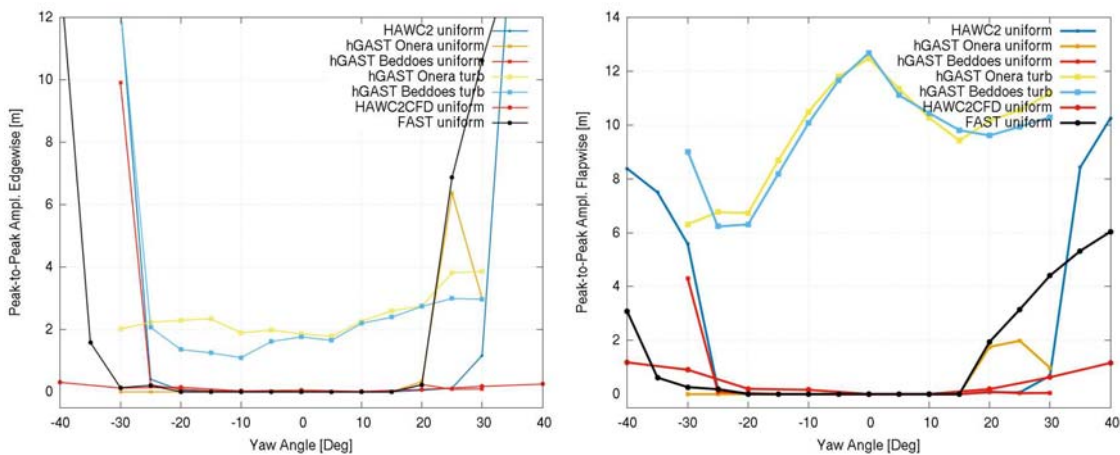 12
10
8
6
4
2
0
Peak-to-Peak Ampl. Edgewise [m]
HAWC2 uniform
hGAST Onera uniform
hGAST Beddoes uniform
hGAST Onera turb
hGAST Beddoes turb
HAWC2CFD uniform
FAST uniform
-40 -30 -20 -10 0 10 20 30 40
Yaw Angle [Deg]
14
12
10
8
6
4
2
0
Peak-to-Peak Ampl. Flapwise [m]
HAWC2 uniform
hGAST Onera uniform
hGAST Beddoes uniform
hGAST Onera turb
hGAST Beddoes turb
HAWC2CFD uniform
FAST uniform
-40 -30 -20 -10 0 10 20 30 40
Yaw Angle [Deg]